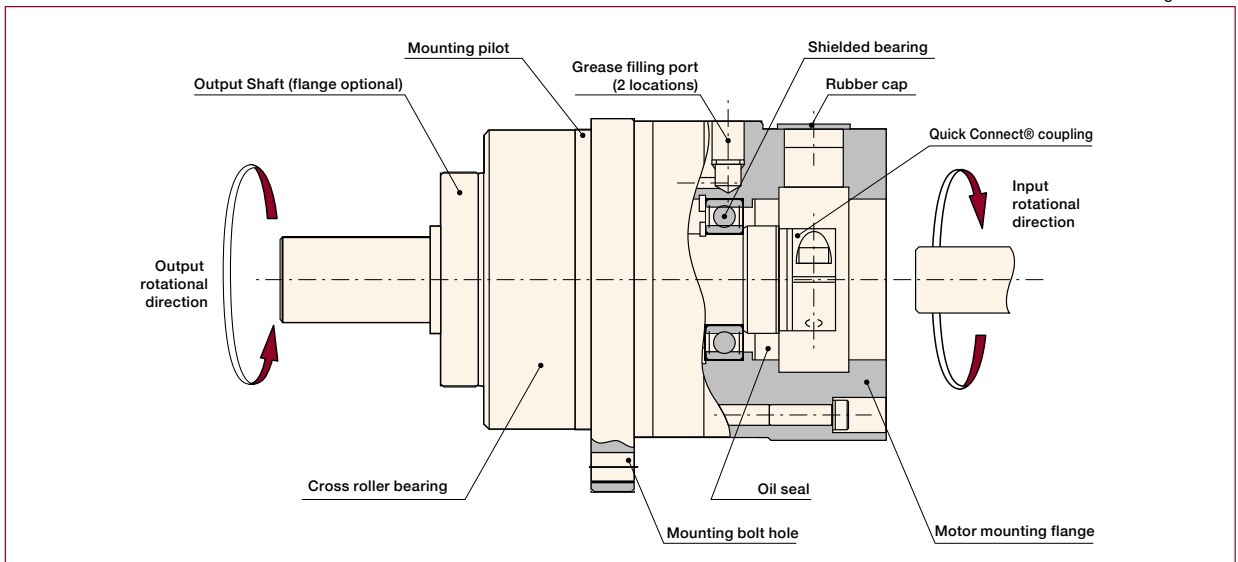 Mounting pilot
Shielded bearing
Grease filling port
(2 locations)
Output Shaft (flange optional)
Rubber cap
Quick Connect® coupling
Input
rotational
direction
Output
rotational
direction
Cross roller bearing
Oil seal
Mounting bolt hole
Motor mounting flange